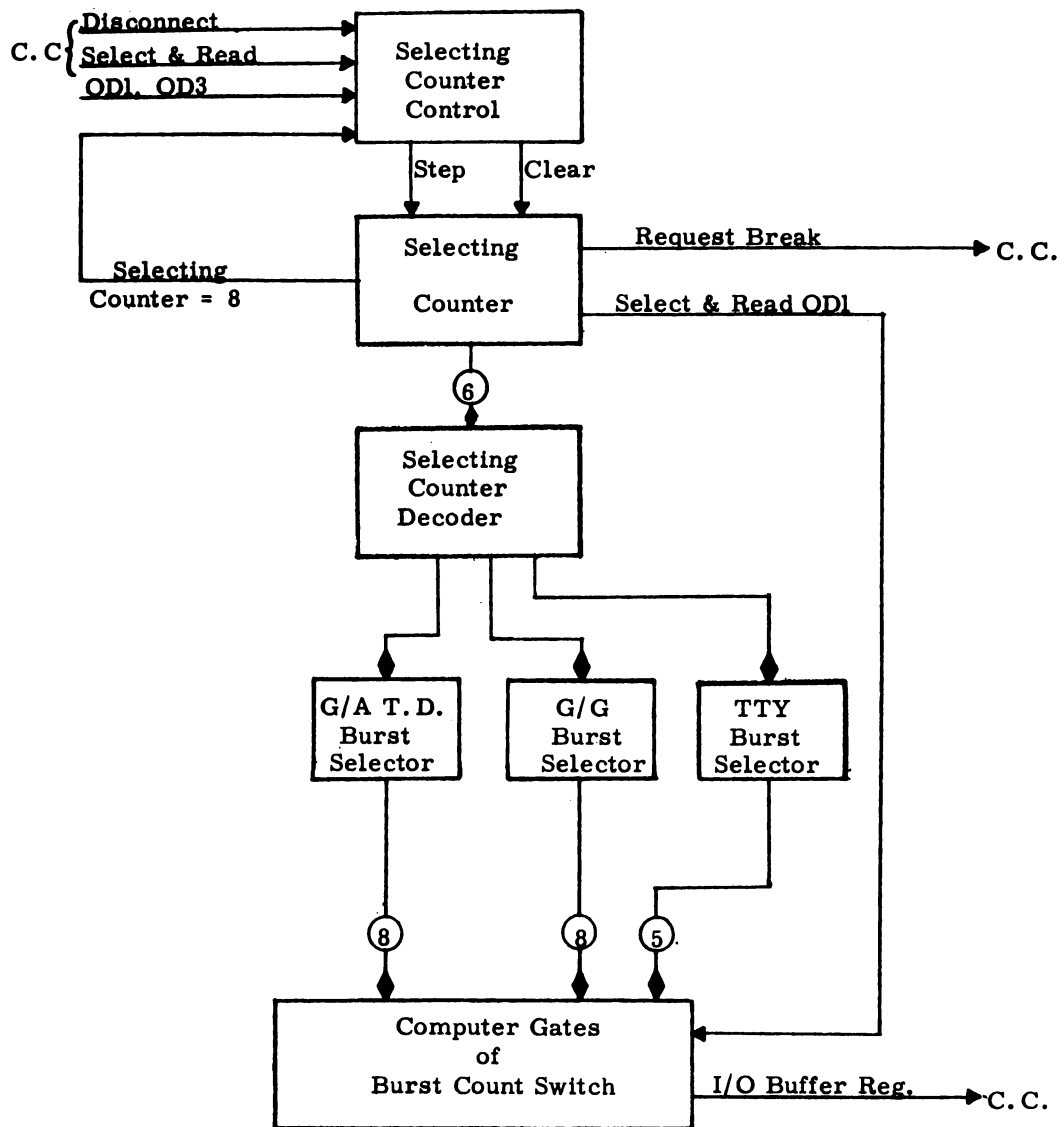 Disconnect
C.C
Select & Read
OD1, OD3
Selecting
Counter
Control
Step
Clear
Selecting
Counter
Request Break
C.C.
Selecting
Counter = 8
Select & Read OD1
6
Selecting
Counter
Decoder
G/A T.D.
Burst
Selector
G/G
Burst
Selector
TTY
Burst
Selector
8
8
5
Computer Gates
of
Burst Count Switch
I/O Buffer Reg.
C.C.